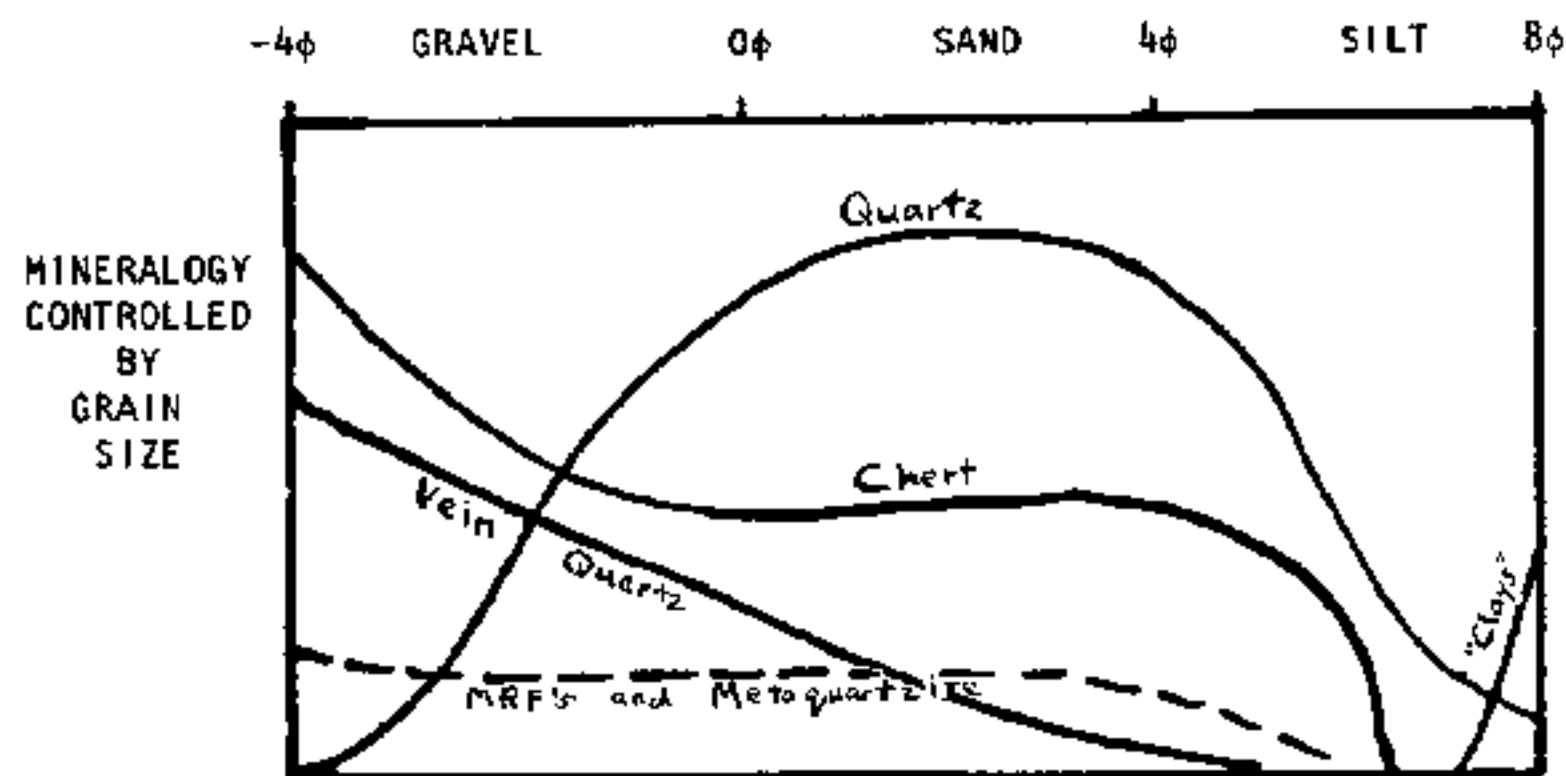 -4φ GRAVEL 0φ SAND 4φ SILT 8φ
MINERALOGY
CONTROLLED
BY
GRAIN
SIZE
Quartz
Chert
Vein Quartz
"Clays"
MRF's and Metaquartzite